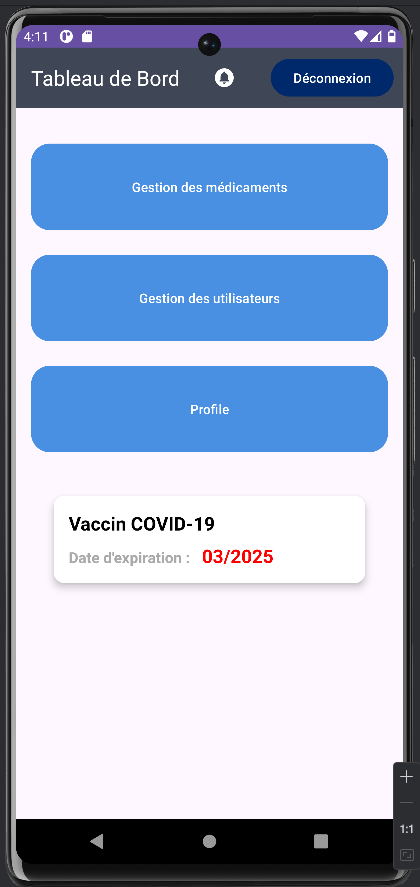 4:11
Tableau de Bord
Déconnexion
Gestion des médicaments
Gestion des utilisateurs
Profile
Vaccin COVID-19
Date d'expiration : 03/2025
1:1